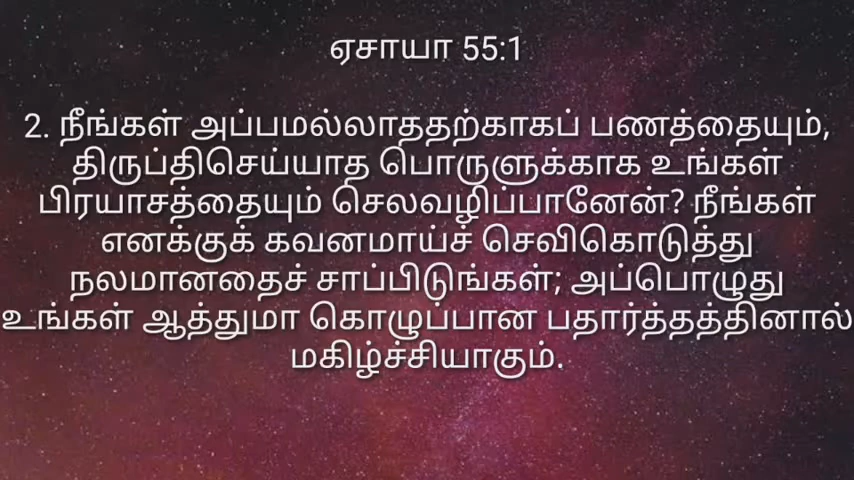 ஏசாயா 55:1
2. நீங்கள் அப்பமல்லாததற்காகப் பணத்தையும்,
திருப்திசெய்யாத பொருளுக்காக உங்கள்
பிரயாசத்தையும் செலவழிப்பானேன்? நீங்கள்
எனக்குக் கவனமாய்ச் செவிகொடுத்து
நலமானதைச் சாப்பிடுங்கள்; அப்பொழுது
உங்கள் ஆத்துமா கொழுப்பான பதார்த்தத்தினால்
மகிழ்ச்சியாகும்.